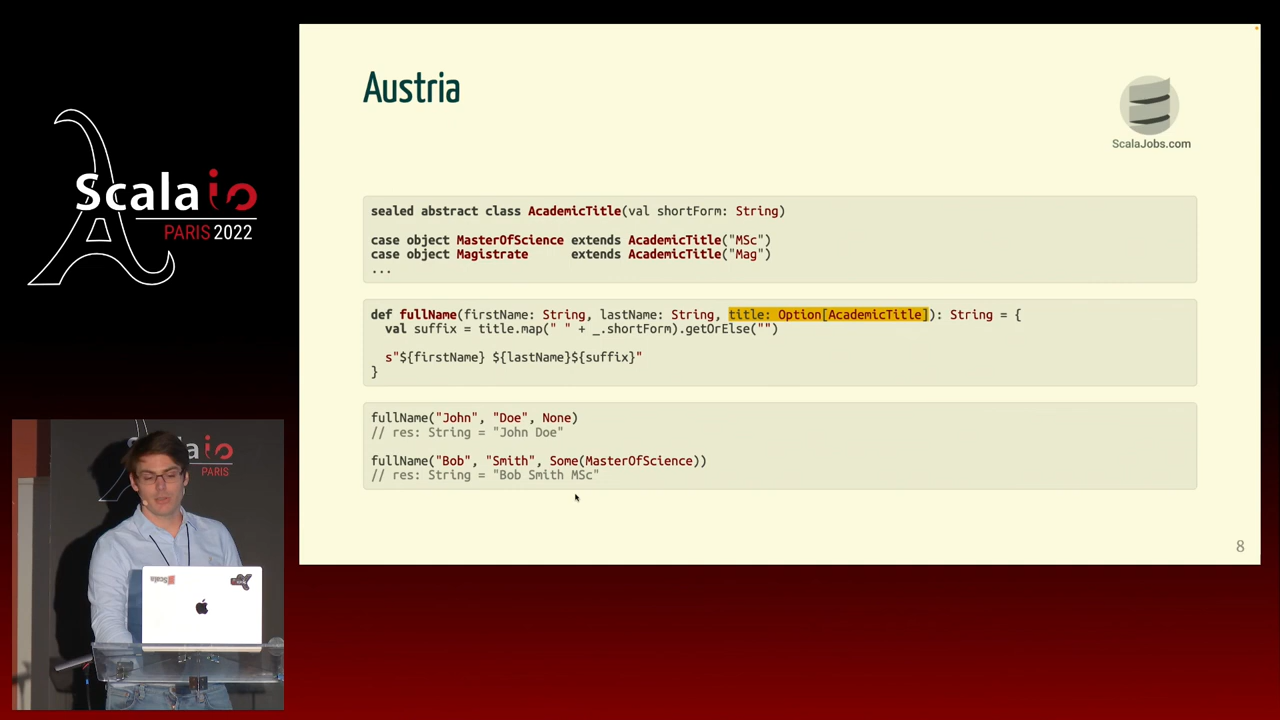 Scala io
PARIS 2022
Austria
ScalaJobs.com
sealed abstract class AcademicTitle(val shortForm: String)
case object MasterOfScience extends AcademicTitle("MSc")
case object Magistrate      extends AcademicTitle("Mag")
...
def fullName(firstName: String, lastName: String, title: Option[AcademicTitle]): String = {
  val suffix = title.map(" " + _.shortForm).getOrElse("")
  s"${firstName} ${lastName}${suffix}"
}
fullName("John", "Doe", None)
// res: String = "John Doe"
fullName("Bob", "Smith", Some(MasterOfScience))
// res: String = "Bob Smith MSc"
8
la io
PARIS
Scala